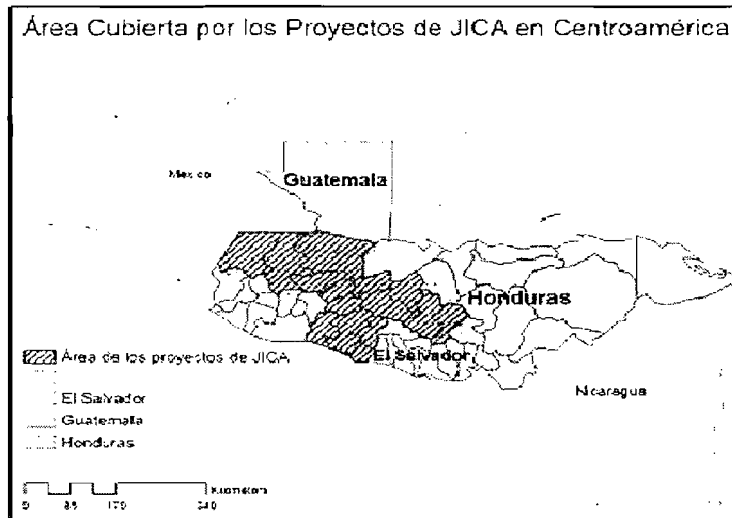 Área Cubierta por los Proyectos de JICA en Centroamérica
Mexico
Guatemala
Honduras
El Salvador
Nicaragua
Área de los proyectos de JICA
El Salvador
Guatemala
Honduras
Kilometers
0 85 170 340